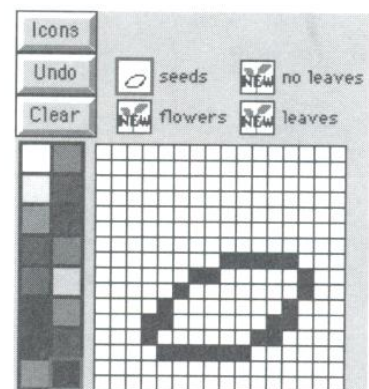 Icons
Undo
Clear
seeds
NEW no leaves
NEW flowers
NEW leaves